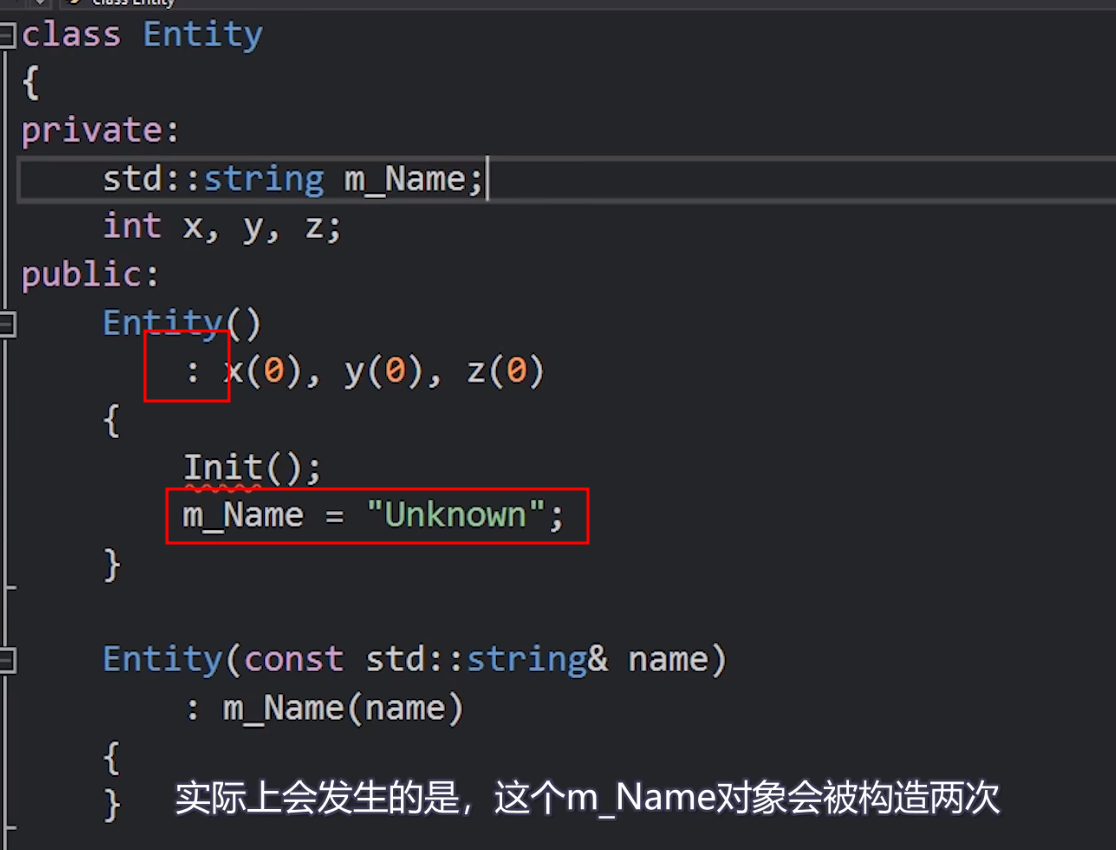 class Entity
class Entity
{
private:
    std::string m_Name;
    int x, y, z;
public:
    Entity()
        : x(0), y(0), z(0)
    {
        Init();
        m_Name = "Unknown";
    }
    Entity(const std::string& name)
        : m_Name(name)
    {
    }
实际上会发生的是，这个m_Name对象会被构造两次